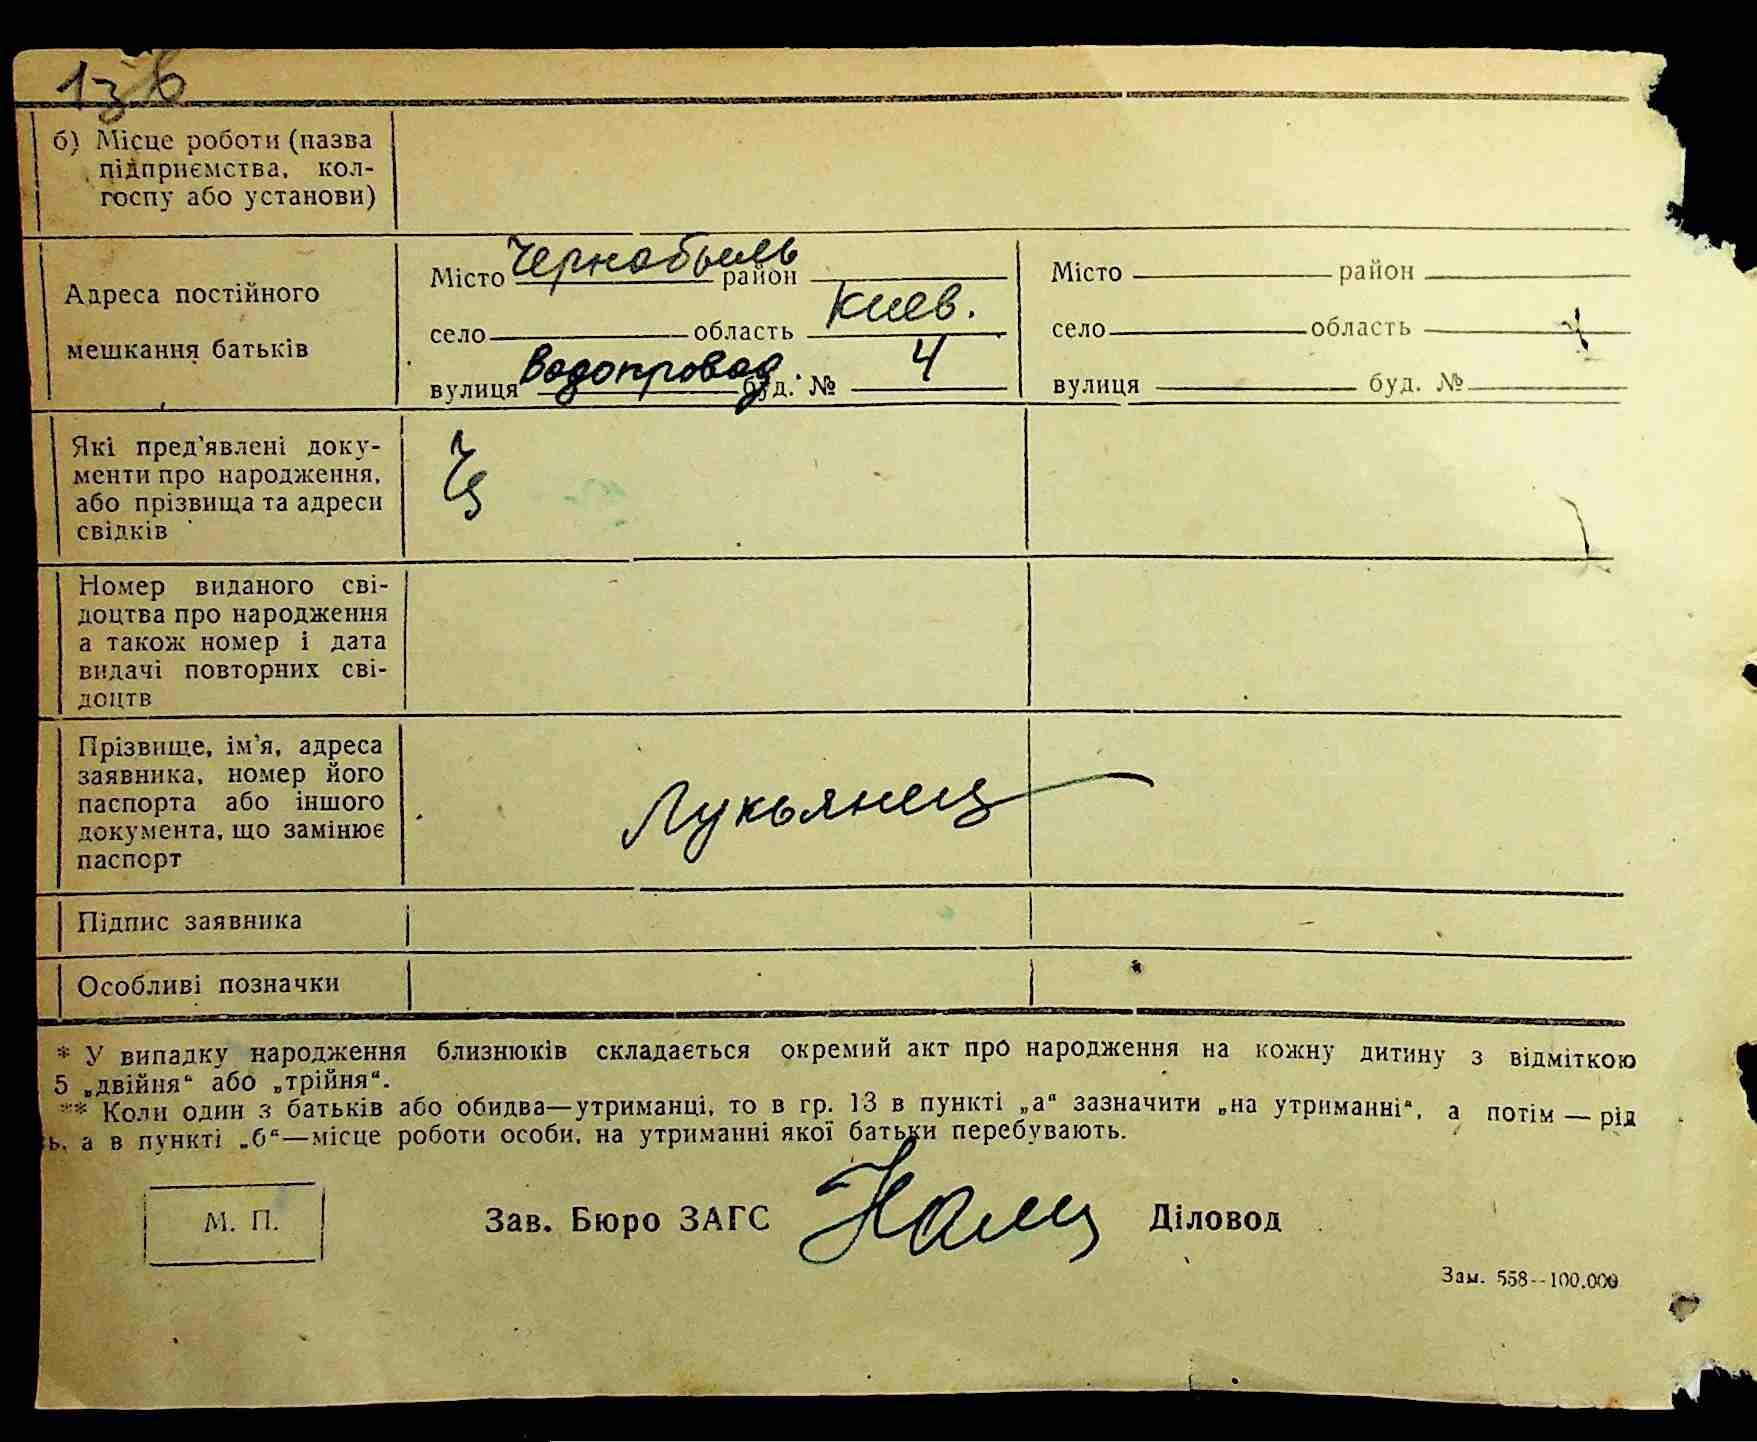 б) Місце роботи (назва
підприємства, кол-
госпу або установи)
Адреса постійного
мешкання батьків
Місто Чернобыль район
село область Киев.
вулиця Водопровод буд. № 4
Місто район
село область
вулиця буд. №
Які пред'явлені доку-
менти про народження,
або прізвища та адреси
свідків
Номер виданого сві-
доцтва про народження
а також номер і дата
видачі повторних сві-
доцтв
Прізвище, ім'я, адреса
заявника, номер його
паспорта або іншого
документа, що замінює
паспорт
Лукьянец
Підпис заявника
Особливі позначки
* У випадку народження близнюків складається окремий акт про народження на кожну дитину з відміткою
5 „двійня“ або „трійня“.
** Коли один з батьків або обидва—утриманці, то в гр. 13 в пункті „а“ зазначити „на утриманні“, а потім — рід
ь, а в пункті „б“—місце роботи особи, на утриманні якої батьки перебувають.
М. П.
Зав. Бюро ЗАГС Діловод
Зам. 558--100.000